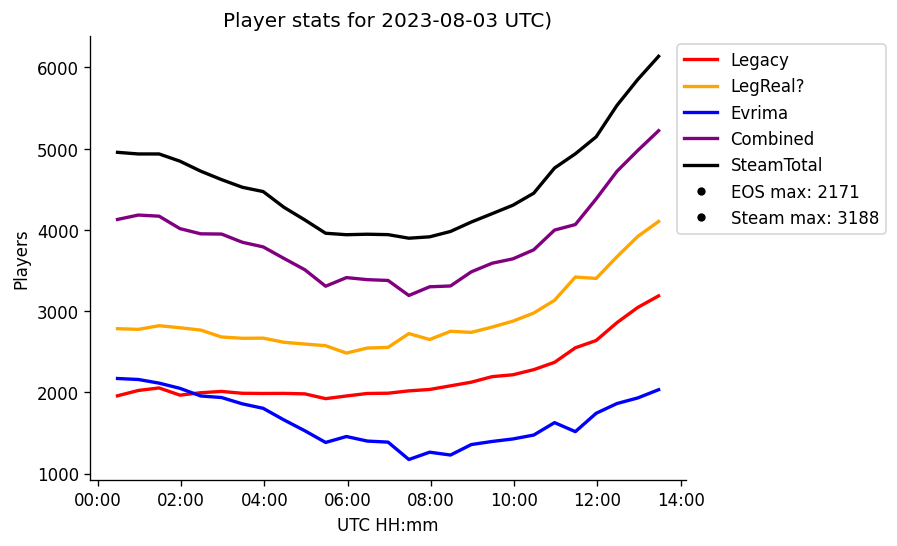 Player stats for 2023-08-03 UTC)
Players
6000
5000
4000
3000
2000
1000
00:00 02:00 04:00 06:00 08:00 10:00 12:00 14:00
UTC HH:mm
Legacy
LegReal?
Evrima
Combined
SteamTotal
EOS max: 2171
Steam max: 3188